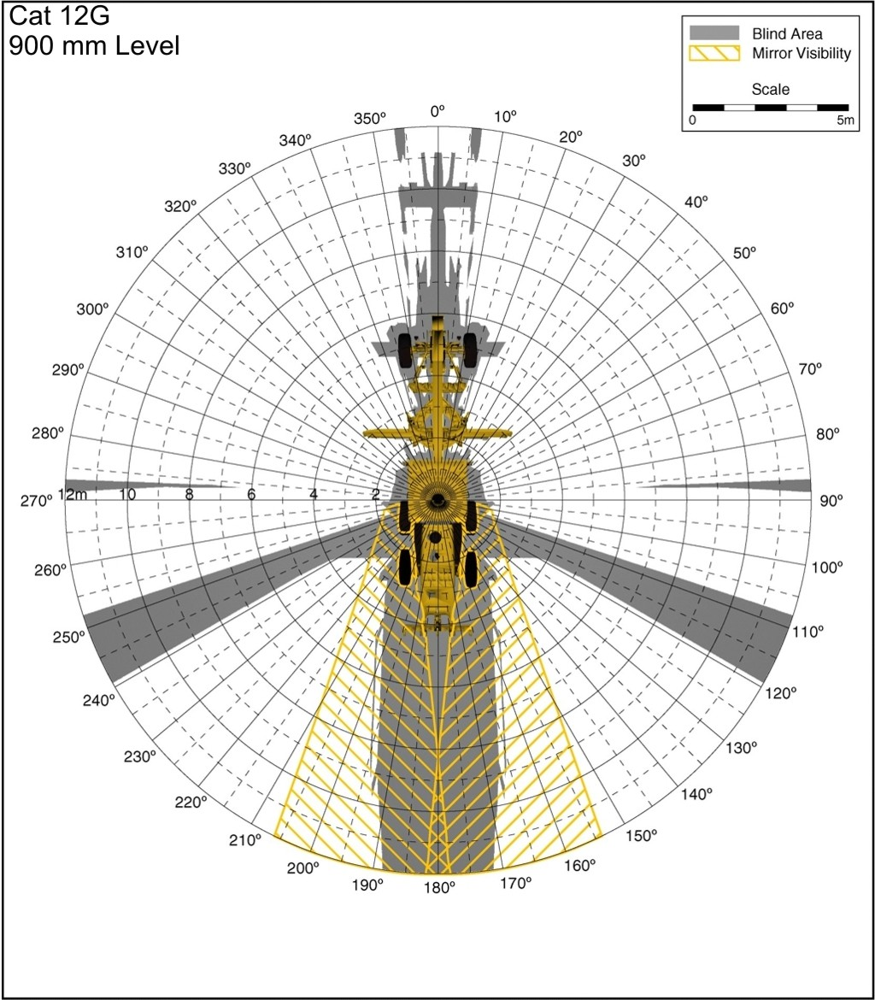 Cat 12G
900 mm Level
Blind Area
Mirror Visibility
Scale
0 5m
0º
350º 10º
340º 20º
330º 30º
320º 40º
310º 50º
300º 60º
290º 70º
280º 80º
270º 12m 10 8 6 4 2 90º
260º 100º
250º 110º
240º 120º
230º 130º
220º 140º
210º 150º
200º 160º
190º 170º
180º